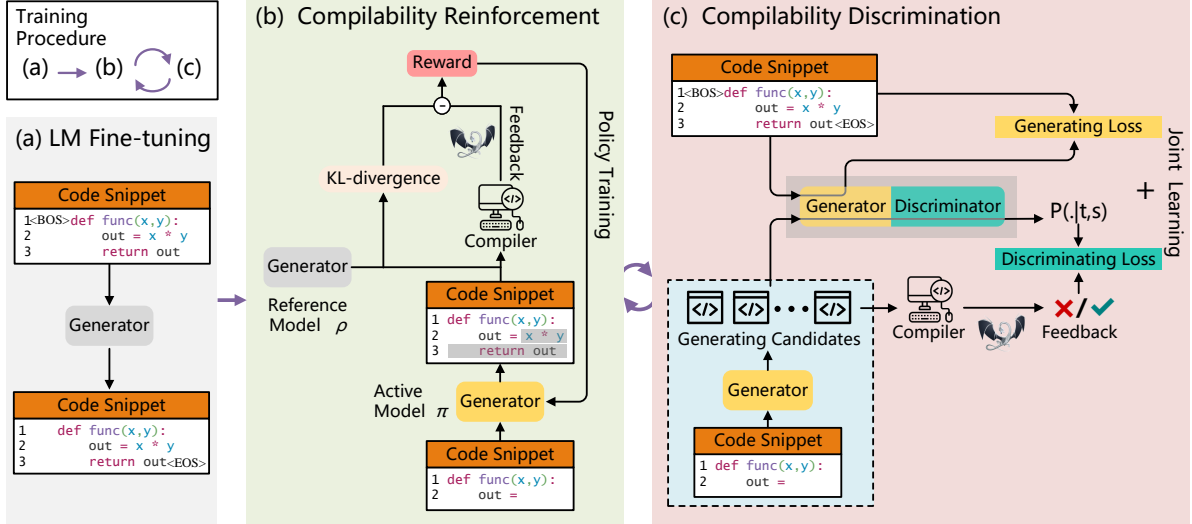 Training
Procedure
(a) (b) (c)
(a) LM Fine-tuning
Code Snippet
1<BOS>def func(x,y):
2 out = x * y
3 return out
Generator
Code Snippet
1 def func(x,y):
2 out = x * y
3 return out<EOS>
(b) Compilability Reinforcement
Reward
-
Feedback
Policy Training
KL-divergence
Compiler
Generator
Reference
Model ρ
Code Snippet
1 def func(x,y):
2 out = x * y
3 return out
Active
Model π
Generator
Code Snippet
1 def func(x,y):
2 out =
(c) Compilability Discrimination
Code Snippet
1<BOS>def func(x,y):
2 out = x * y
3 return out<EOS>
Generating Loss
Joint Learning
+
Generator Discriminator
P(.|t,s)
Discriminating Loss
</> </> ••• </>
Generating Candidates
Compiler
/
Feedback
Generator
Code Snippet
1 def func(x,y):
2 out =